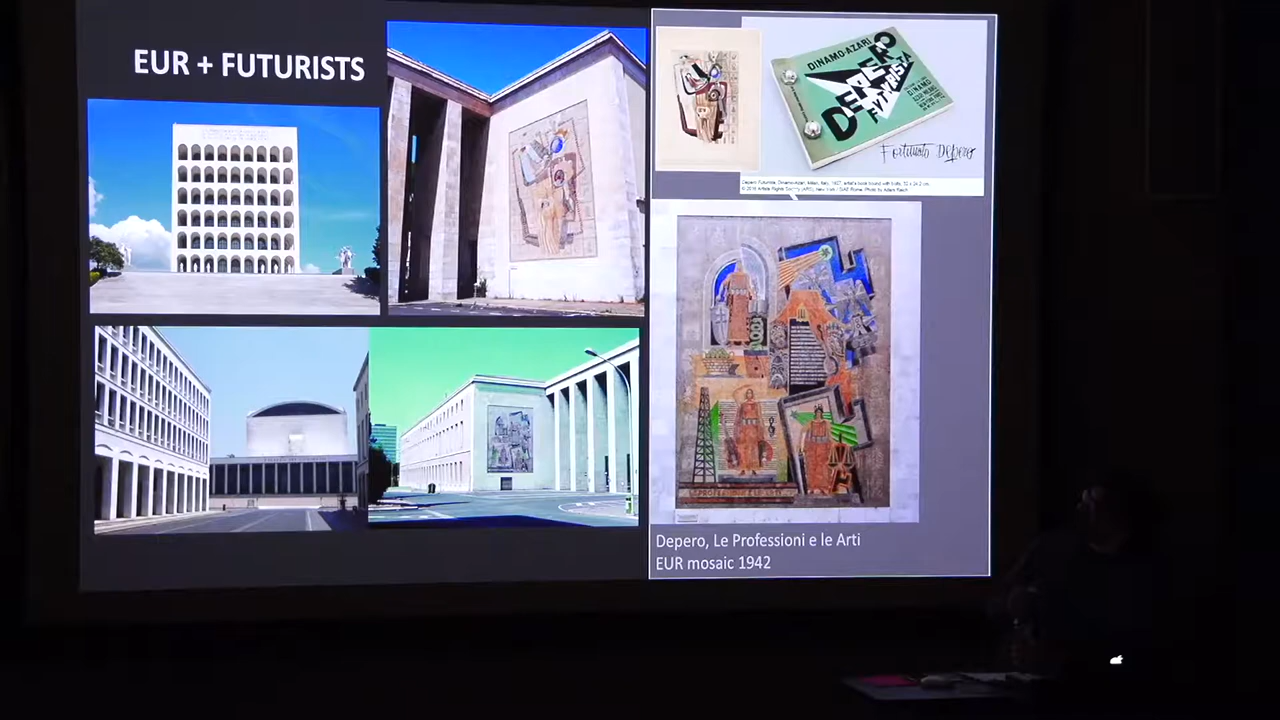 EUR + FUTURISTS
DINAMO-AZARI
DEPERO
FUTURISTA
Fortunato Depero
Depero, Le Professioni e le Arti
EUR mosaic 1942